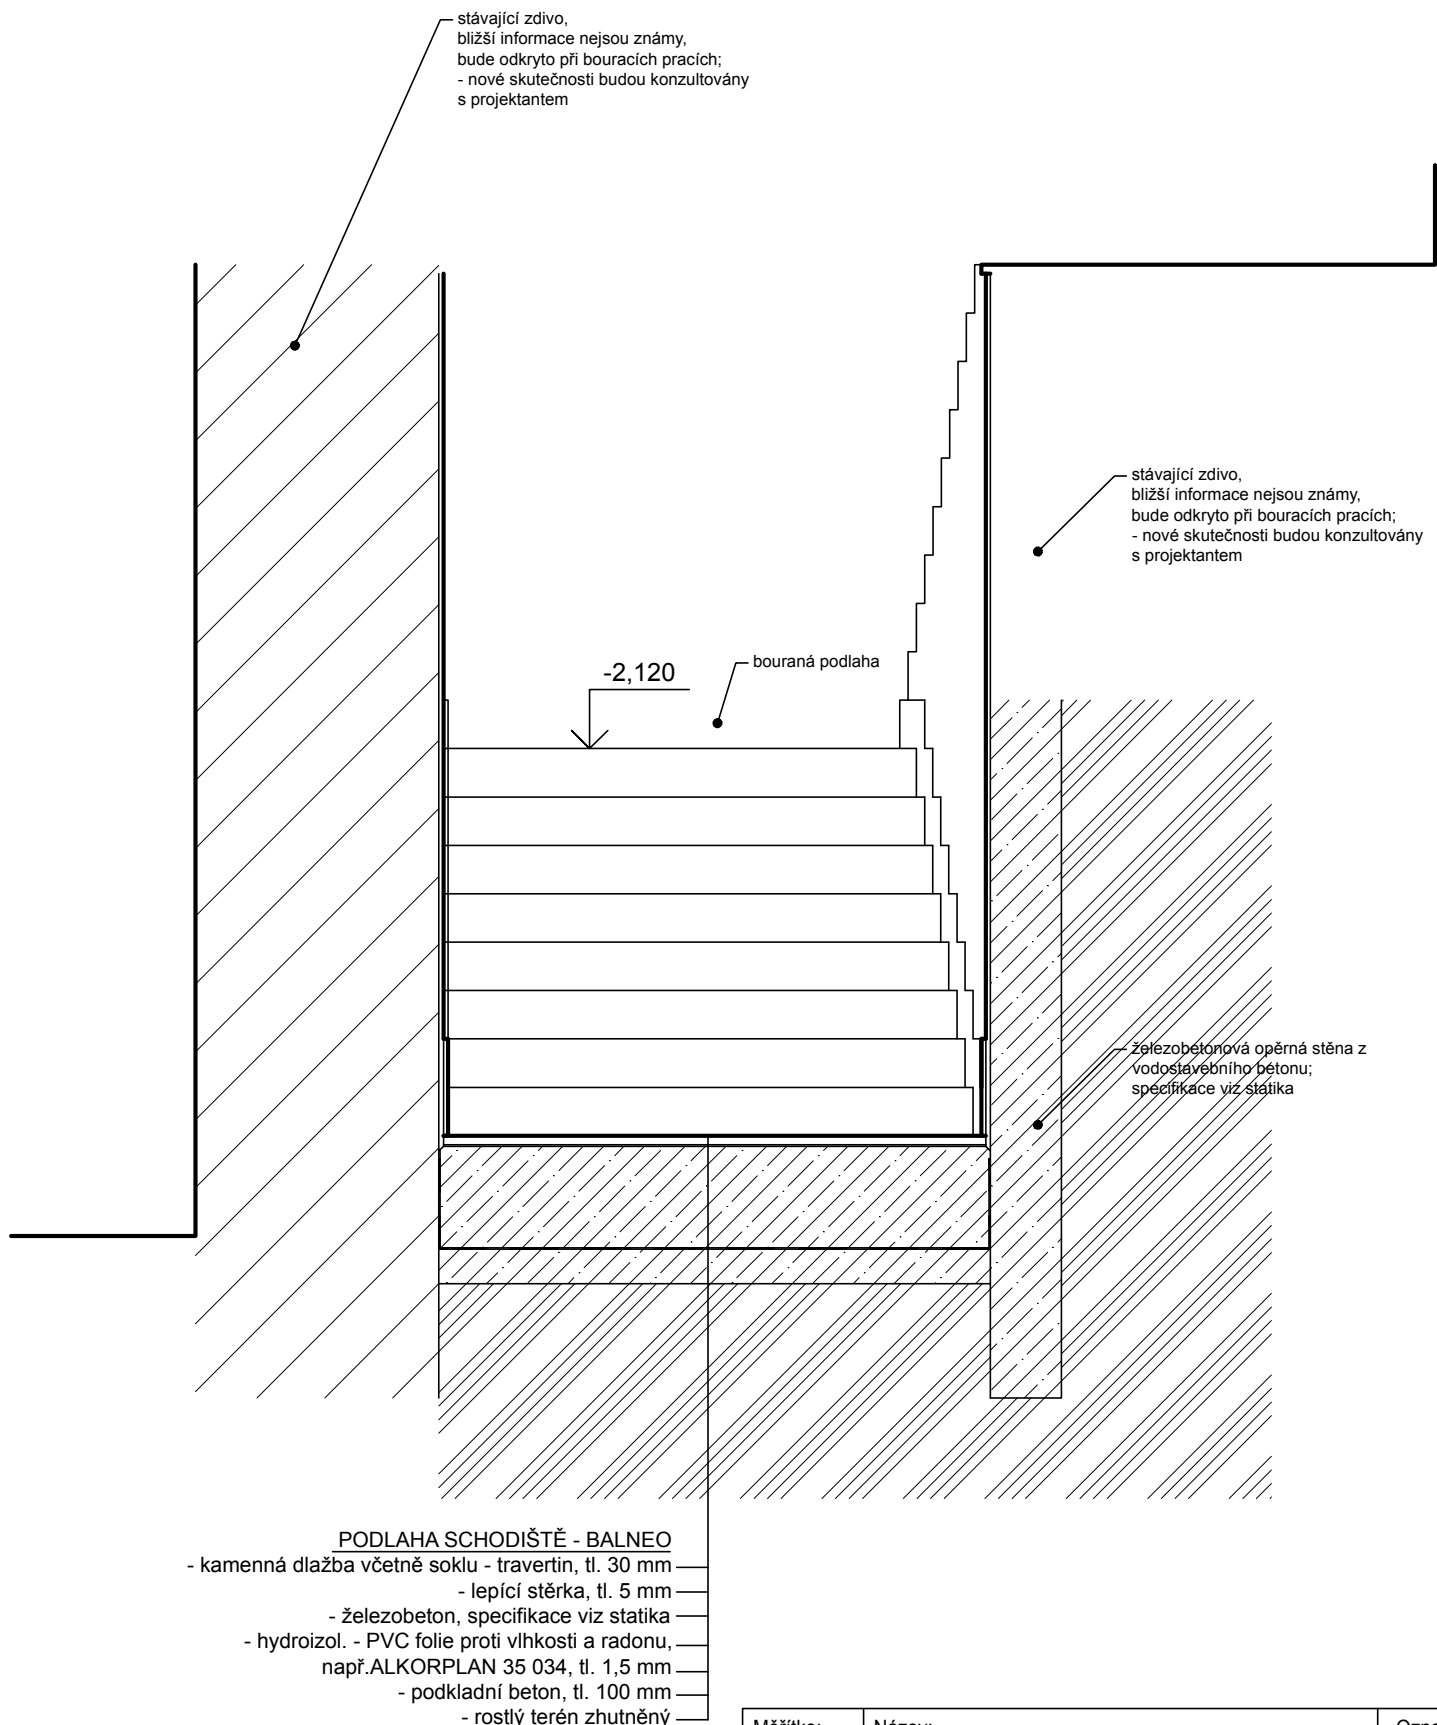 stávající zdivo,
bližší informace nejsou známy,
bude odkryto při bouracích pracích;
- nové skutečnosti budou konzultovány
s projektantem
stávající zdivo,
bližší informace nejsou známy,
bude odkryto při bouracích pracích;
- nové skutečnosti budou konzultovány
s projektantem
-2,120
bouraná podlaha
železobetonová opěrná stěna z
vodostavebního betonu;
specifikace viz statika
PODLAHA SCHODIŠTĚ - BALNEO
- kamenná dlažba včetně soklu - travertin, tl. 30 mm
- lepící stěrka, tl. 5 mm
- železobeton, specifikace viz statika
- hydroizol. - PVC folie proti vlhkosti a radonu,
např.ALKORPLAN 35 034, tl. 1,5 mm
- podkladní beton, tl. 100 mm
- rostlý terén zhutněný